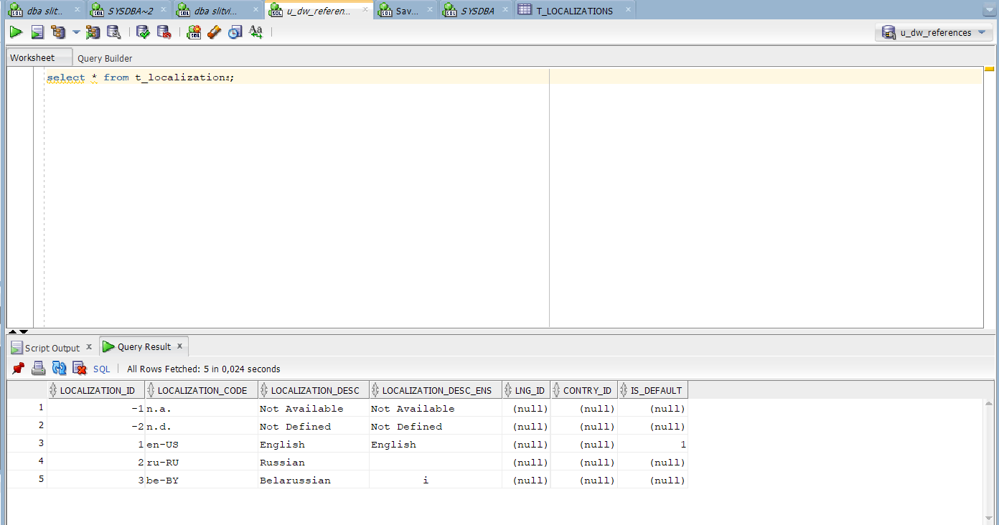 dba slit... SYSDBA~2 dba slitvi... u_dw_referen... Sav... SYSDBA T_LOCALIZATIONS
u_dw_references
Worksheet Query Builder
select * from t_localizations;
Script Output Query Result
SQL All Rows Fetched: 5 in 0,024 seconds
LOCALIZATION_ID LOCALIZATION_CODE LOCALIZATION_DESC LOCALIZATION_DESC_ENS LNG_ID CONTRY_ID IS_DEFAULT
1 -1 n.a. Not Available Not Available (null) (null) (null)
2 -2 n.d. Not Defined Not Defined (null) (null) (null)
3 1 en-US English English (null) (null) 1
4 2 ru-RU Russian (null) (null) (null)
5 3 be-BY Belarussian i (null) (null) (null)